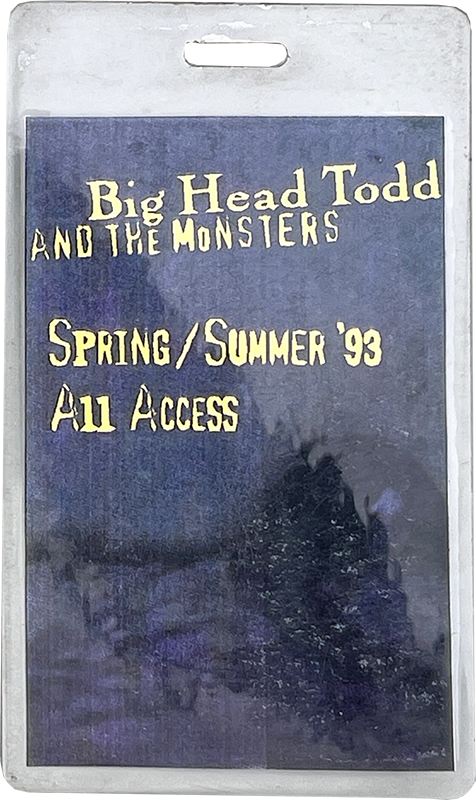 Big Head Todd
AND THE MONSTERS
SPRING/SUMMER '93
All ACCESS